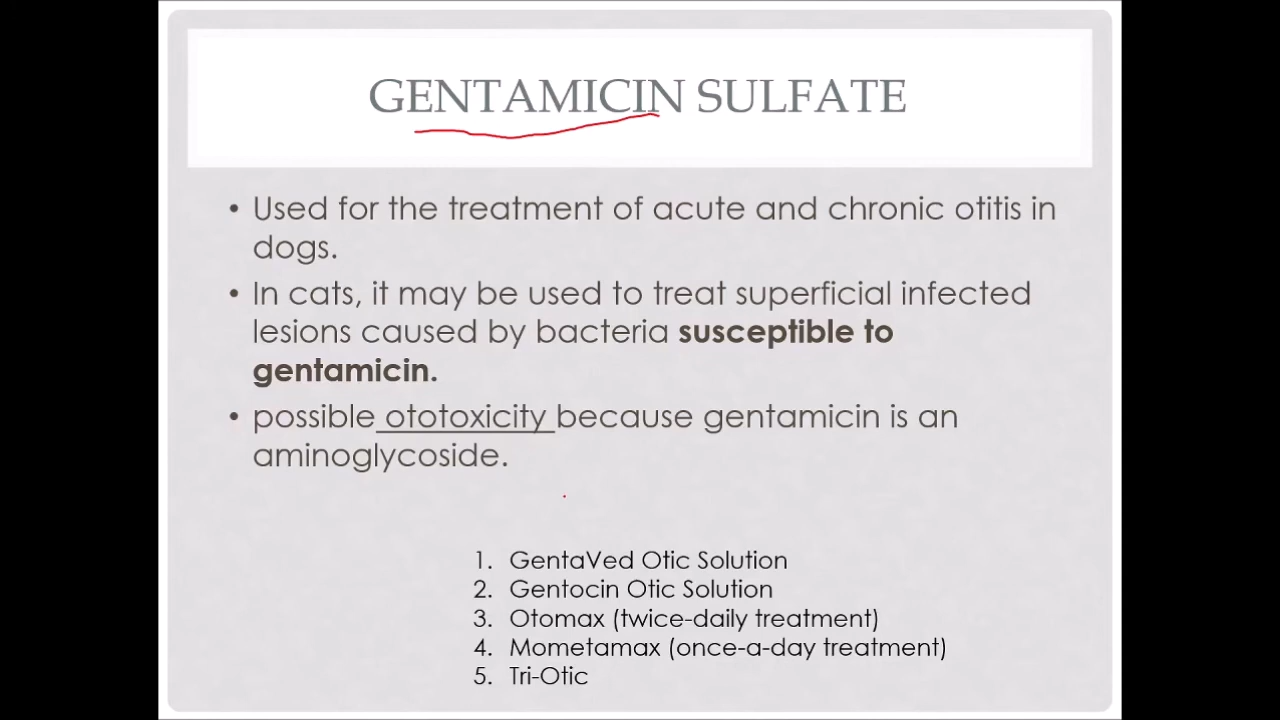 GENTAMICIN SULFATE
• Used for the treatment of acute and chronic otitis in
dogs.
• In cats, it may be used to treat superficial infected
lesions caused by bacteria susceptible to
gentamicin.
• possible ototoxicity because gentamicin is an
aminoglycoside.
1. GentaVed Otic Solution
2. Gentocin Otic Solution
3. Otomax (twice-daily treatment)
4. Mometamax (once-a-day treatment)
5. Tri-Otic